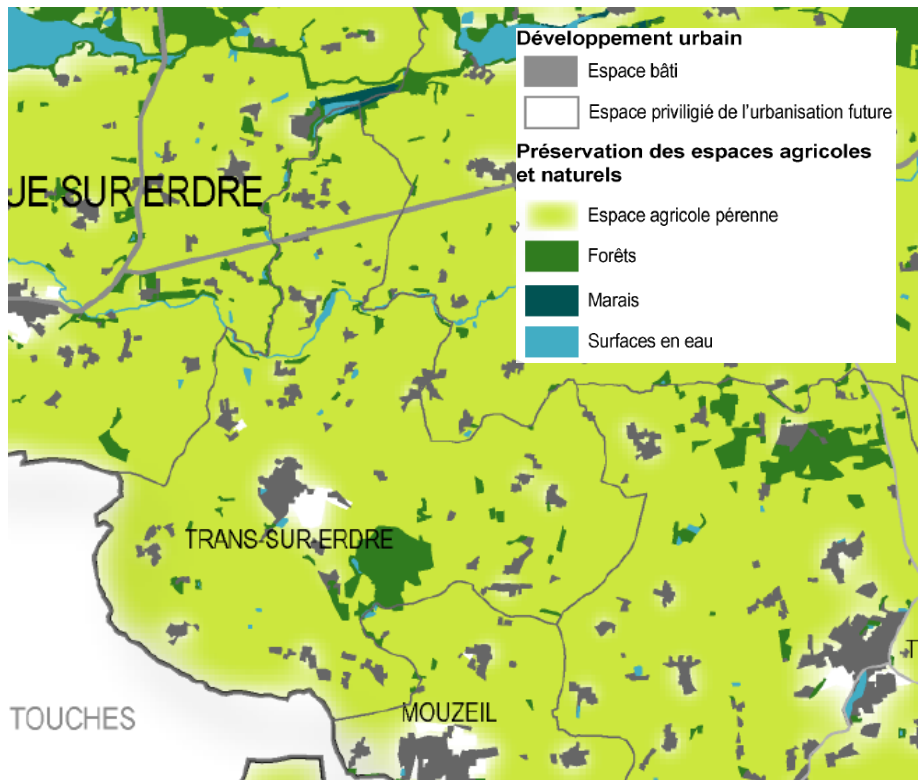 Développement urbain
Espace bâti
Espace priviligié de l'urbanisation future
Préservation des espaces agricoles
et naturels
Espace agricole pérenne
Forêts
Marais
Surfaces en eau
JE SUR ERDRE
TRANS-SUR ERDRE
TOUCHES
MOUZEIL